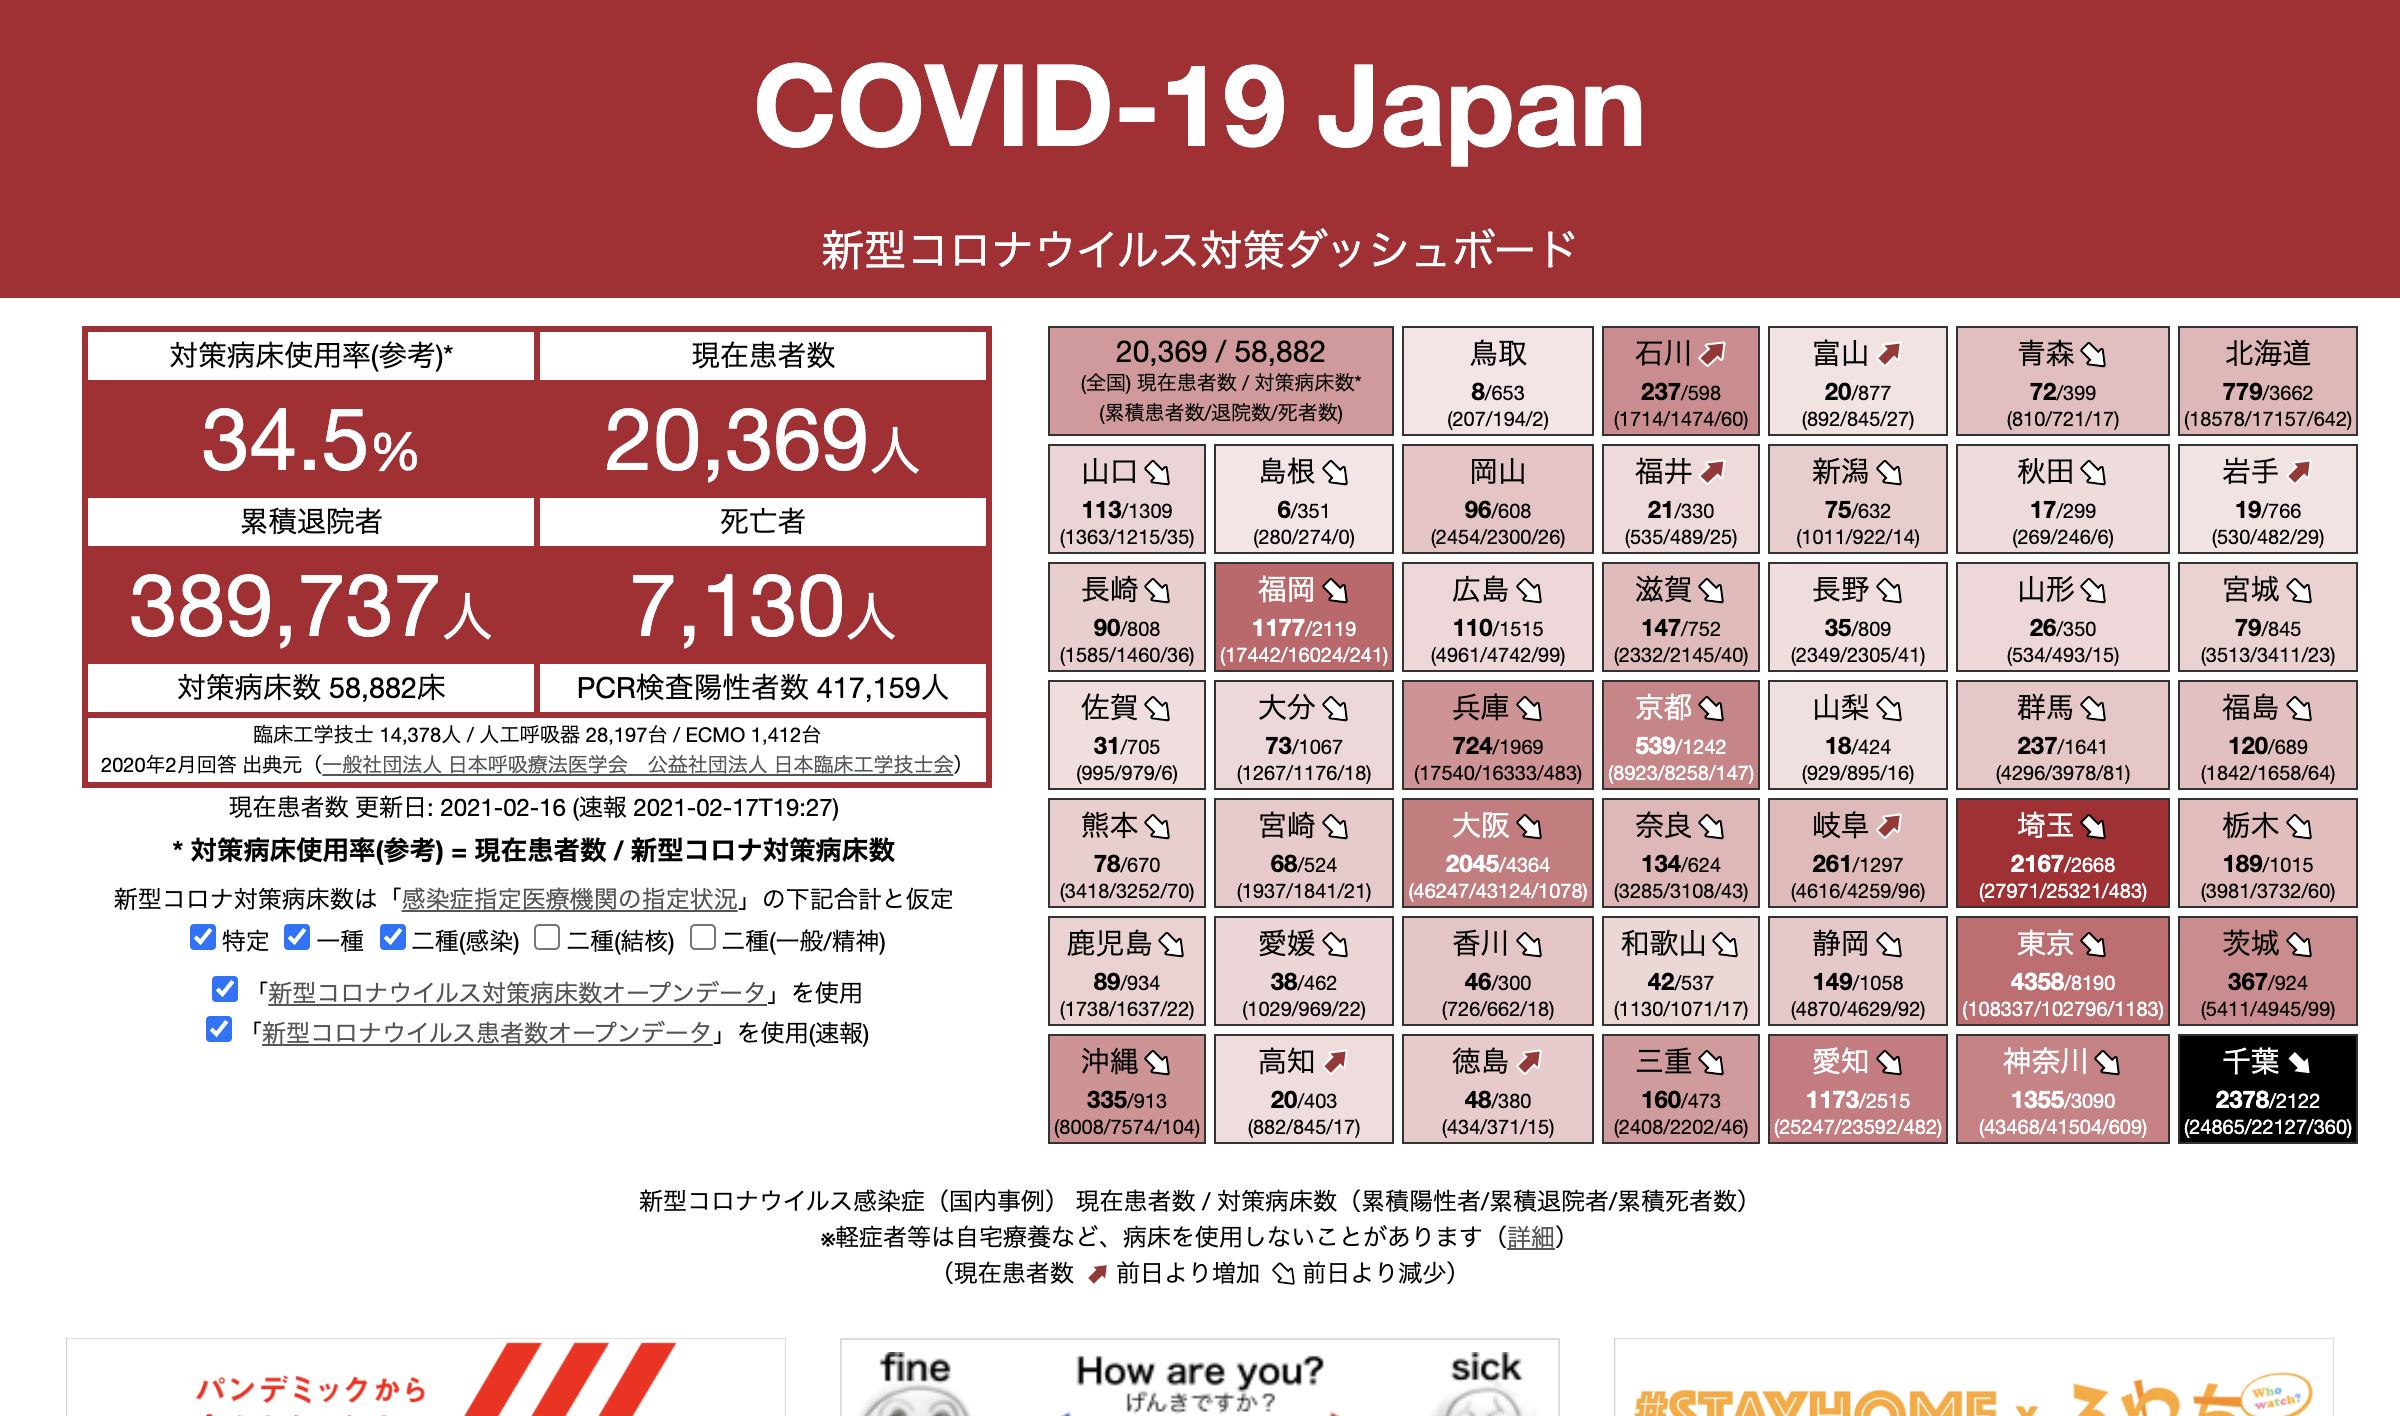 COVID-19 Japan
新型コロナウイルス対策ダッシュボード
対策病床使用率(参考)* 現在患者数
34.5% 20,369人
累積退院者 死亡者
389,737人 7,130人
対策病床数 58,882床 PCR検査陽性者数 417,159人
臨床工学技士 14,378人 / 人工呼吸器 28,197台 / ECMO 1,412台
2020年2月回答 出典元（一般社団法人 日本呼吸療法医学会　公益社団法人 日本臨床工学技士会）
現在患者数 更新日: 2021-02-16 (速報 2021-02-17T19:27)
* 対策病床使用率(参考) = 現在患者数 / 新型コロナ対策病床数
新型コロナ対策病床数は「感染症指定医療機関の指定状況」の下記合計と仮定
特定 一種 二種(感染) 二種(結核) 二種(一般/精神)
「新型コロナウイルス対策病床数オープンデータ」を使用
「新型コロナウイルス患者数オープンデータ」を使用(速報)
20,369 / 58,882
(全国) 現在患者数 / 対策病床数*
(累積患者数/退院数/死者数)
鳥取
8/653
(207/194/2)
石川
237/598
(1714/1474/60)
富山
20/877
(892/845/27)
青森
72/399
(810/721/17)
北海道
779/3662
(18578/17157/642)
山口
113/1309
(1363/1215/35)
島根
6/351
(280/274/0)
岡山
96/608
(2454/2300/26)
福井
21/330
(535/489/25)
新潟
75/632
(1011/922/14)
秋田
17/299
(269/246/6)
岩手
19/766
(530/482/29)
長崎
90/808
(1585/1460/36)
福岡
1177/2119
(17442/16024/241)
広島
110/1515
(4961/4742/99)
滋賀
147/752
(2332/2145/40)
長野
35/809
(2349/2305/41)
山形
26/350
(534/493/15)
宮城
79/845
(3513/3411/23)
佐賀
31/705
(995/979/6)
大分
73/1067
(1267/1176/18)
兵庫
724/1969
(17540/16333/483)
京都
539/1242
(8923/8258/147)
山梨
18/424
(929/895/16)
群馬
237/1641
(4296/3978/81)
福島
120/689
(1842/1658/64)
熊本
78/670
(3418/3252/70)
宮崎
68/524
(1937/1841/21)
大阪
2045/4364
(46247/43124/1078)
奈良
134/624
(3285/3108/43)
岐阜
261/1297
(4616/4259/96)
埼玉
2167/2668
(27971/25321/483)
栃木
189/1015
(3981/3732/60)
鹿児島
89/934
(1738/1637/22)
愛媛
38/462
(1029/969/22)
香川
46/300
(726/662/18)
和歌山
42/537
(1130/1071/17)
静岡
149/1058
(4870/4629/92)
東京
4358/8190
(108337/102796/1183)
茨城
367/924
(5411/4945/99)
沖縄
335/913
(8008/7574/104)
高知
20/403
(882/845/17)
徳島
48/380
(434/371/15)
三重
160/473
(2408/2202/46)
愛知
1173/2515
(25247/23592/482)
神奈川
1355/3090
(43468/41504/609)
千葉
2378/2122
(24865/22127/360)
新型コロナウイルス感染症（国内事例） 現在患者数 / 対策病床数（累積陽性者/累積退院者/累積死者数）
※軽症者等は自宅療養など、病床を使用しないことがあります（詳細）
（現在患者数 前日より増加 前日より減少）
パンデミックから
fine How are you? sick
げんきですか？
#STAYHOME x ふわっち
Who watch?